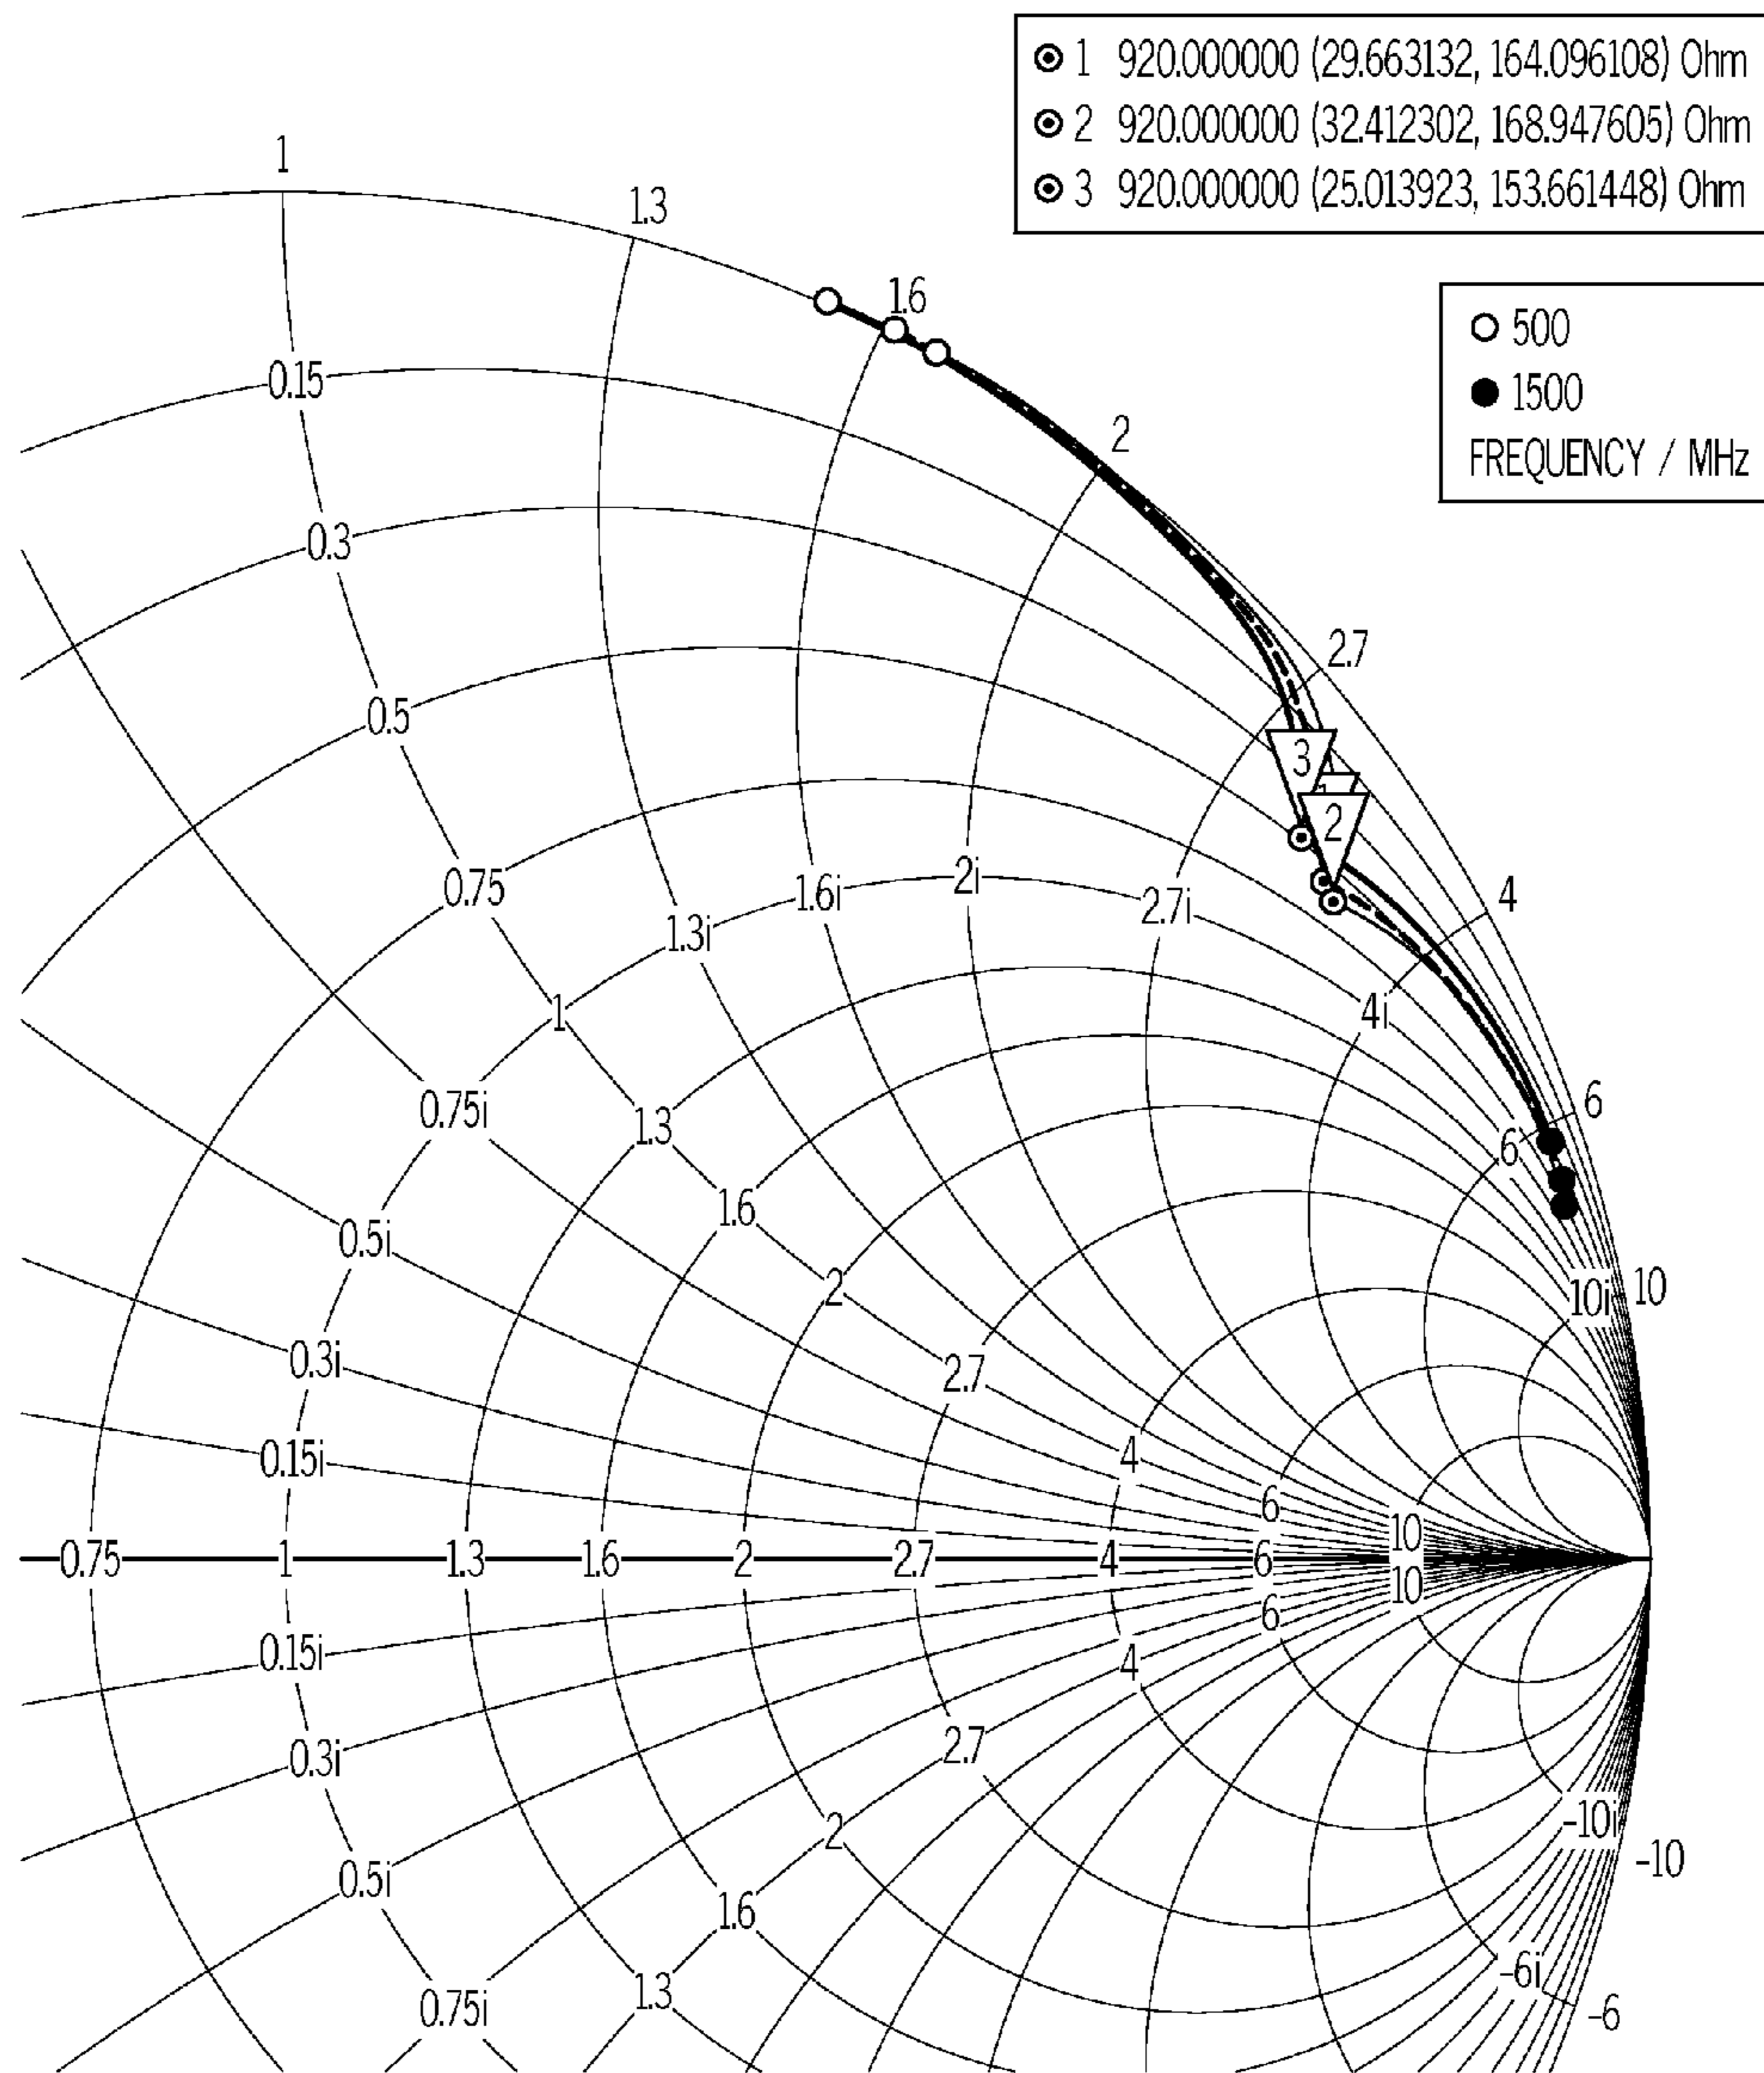 1 920.000000 (29.663132, 164.096108) Ohm
2 920.000000 (32.412302, 168.947605) Ohm
3 920.000000 (25.013923, 153.661448) Ohm
1
1.3
1.6
500
1500
FREQUENCY / MHz
0.15
2
0.3
2.7
0.5
3
2
0.75
1.6i
2i
2.7i
4
1.3i
1
4i
0.75i
1.3
6
6
0.5i
1.6
2
10i
10
0.3i
2.7
0.15i
4
6
10
0.75
1
1.3
1.6
2
2.7
4
6
10
6
0.15i
4
0.3i
2.7
-10i
2
-10
0.5i
1.6
-6i
0.75i
1.3
-6